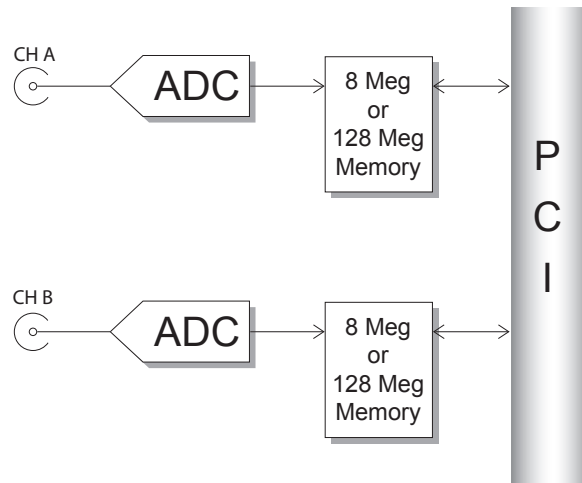 CH A
ADC
8 Meg
or
128 Meg
Memory
CH B
ADC
8 Meg
or
128 Meg
Memory
P
C
I